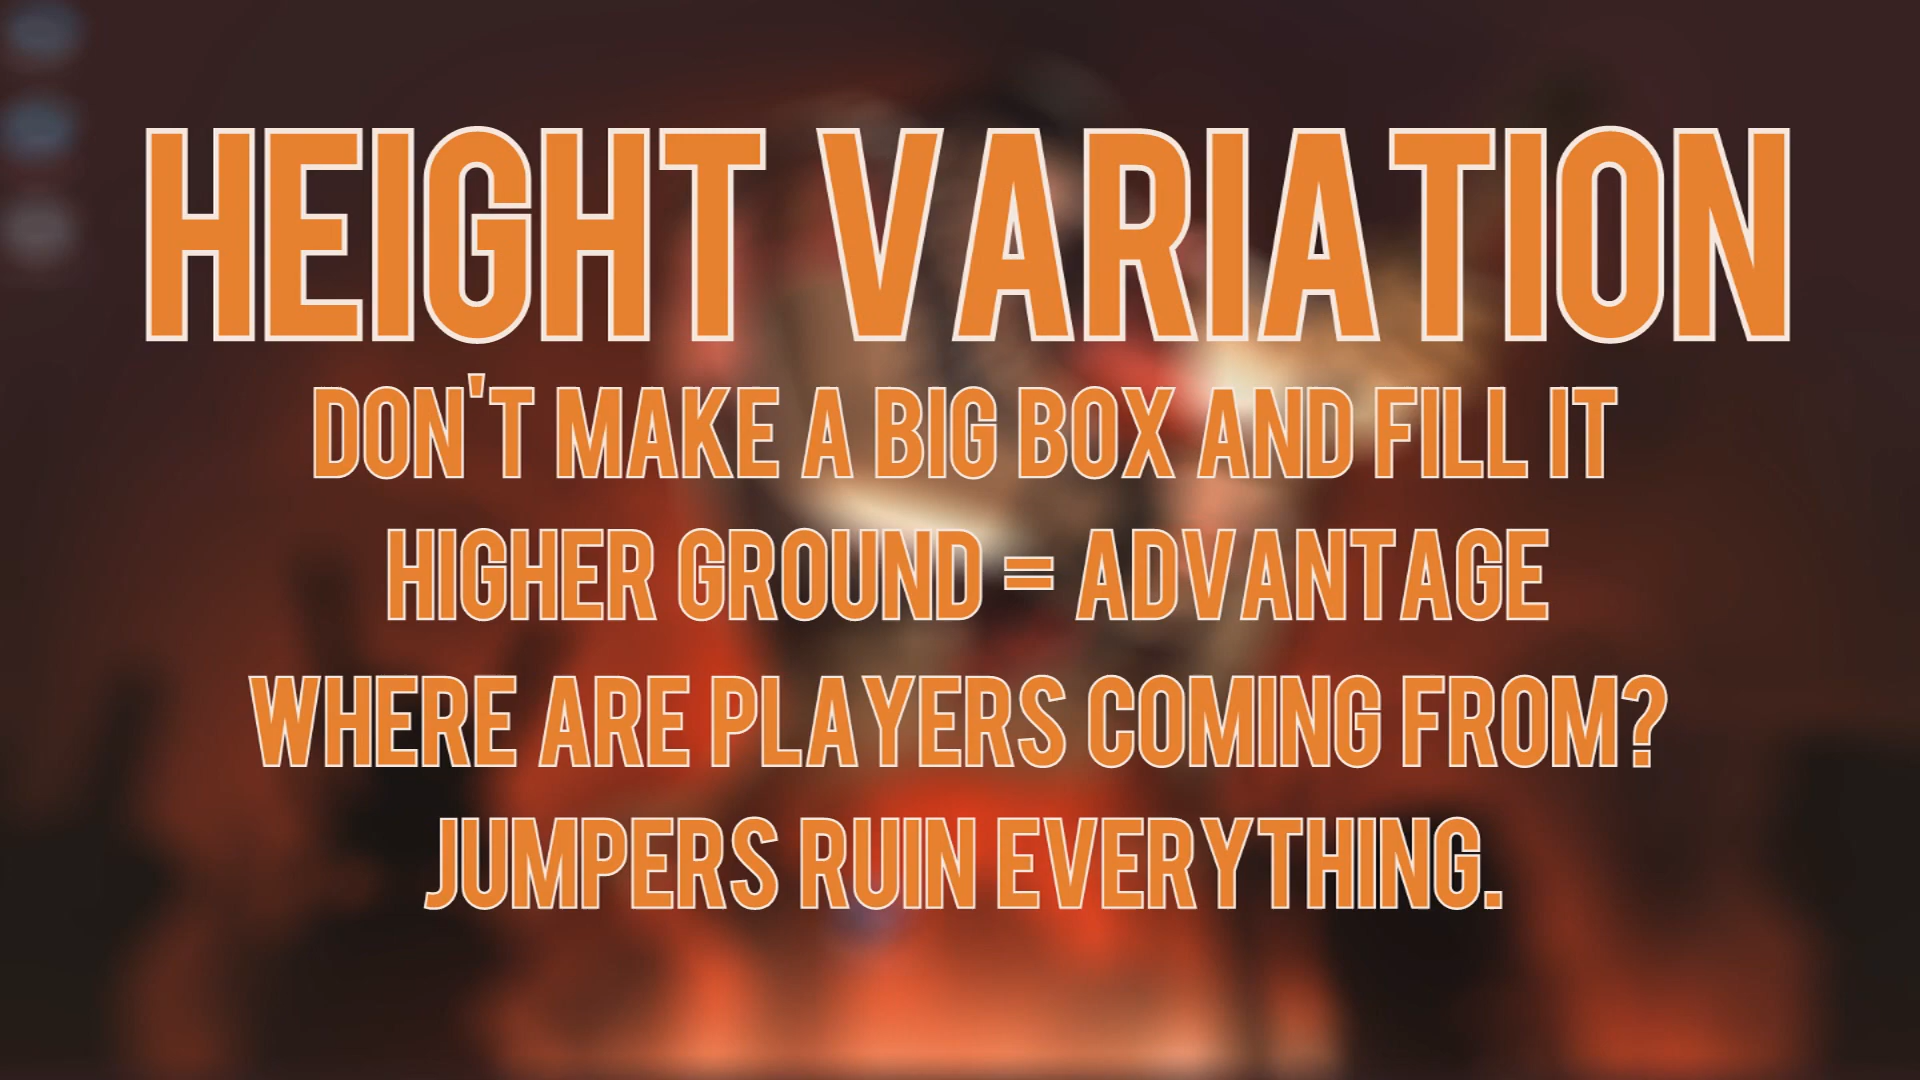 HEIGHT VARIATION
DON'T MAKE A BIG BOX AND FILL IT
HIGHER GROUND = ADVANTAGE
WHERE ARE PLAYERS COMING FROM?
JUMPERS RUIN EVERYTHING.